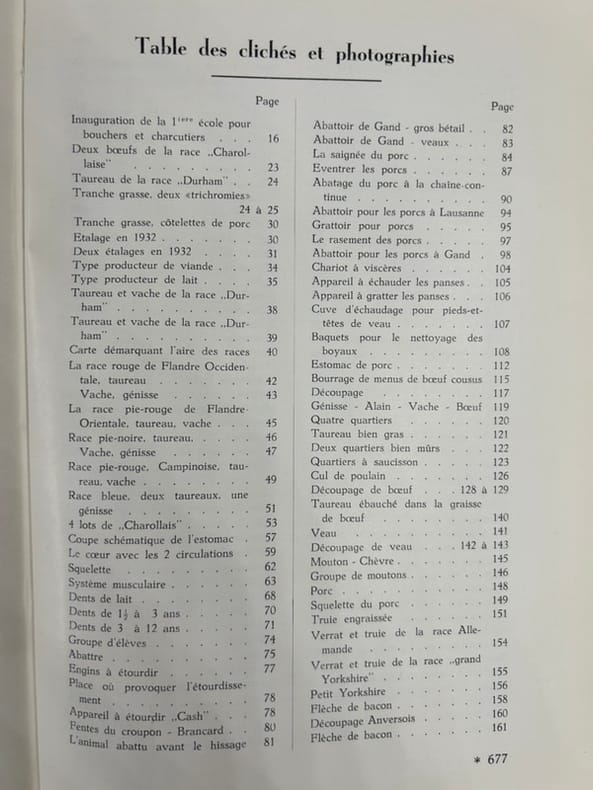 Table des clichés et photographies
Page
Inauguration de la 1ière école pour
bouchers et charcutiers . . . 16
Deux bœufs de la race „Charol-
laise" . . . . . . . . 23
Taureau de la race „Durham" . . 24
Tranche grasse, deux «trichromies»
24 à 25
Tranche grasse, côtelettes de porc 30
Etalage en 1932 . . . . . . . 30
Deux étalages en 1932 . . . . 31
Type producteur de viande . . . 34
Type producteur de lait . . . . 35
Taureau et vache de la race „Dur-
ham" . . . . . . . . . 38
Taureau et vache de la race „Dur-
ham" . . . . . . . . . 39
Carte démarquant l'aire des races 40
La race rouge de Flandre Occiden-
tale, taureau . . . . . . 42
Vache, génisse . . . . . . 43
La race pie-rouge de Flandre-
Orientale, taureau, vache . . . 45
Race pie-noire, taureau, . . . . 46
Vache, génisse . . . . . . 47
Race pie-rouge, Campinoise, tau-
reau, vache . . . . . . . . 49
Race bleue, deux taureaux, une
génisse . . . . . . . . . 51
4 lots de „Charollais" . . . . . 53
Coupe schématique de l'estomac . 57
Le cœur avec les 2 circulations . 59
Squelette . . . . . . . . . 62
Système musculaire . . . . . . 63
Dents de lait . . . . . . . . 68
Dents de 1½ à 3 ans . . . . . 70
Dents de 3 à 12 ans . . . . . 71
Groupe d'élèves . . . . . . . 74
Abattre . . . . . . . . . . 75
Engins à étourdir . . . . . . 77
Place où provoquer l'étourdisse-
ment . . . . . . . . . . 78
Appareil à étourdir „Cash" . . . 78
Fentes du croupon - Brancard . . 80
L'animal abattu avant le hissage 81
Page
Abattoir de Gand - gros bétail . . 82
Abattoir de Gand - veaux . . . 83
La saignée du porc . . . . . . 84
Eventrer les porcs . . . . . . 87
Abatage du porc à la chaîne-con-
tinue . . . . . . . . . . 90
Abattoir pour les porcs à Lausanne 94
Grattoir pour porcs . . . . . 95
Le rasement des porcs . . . . . 97
Abattoir pour les porcs à Gand . 98
Chariot à viscères . . . . . . 104
Appareil à échauder les panses . . 105
Appareil à gratter les panses . . . 106
Cuve d'échaudage pour pieds-et-
têtes de veau . . . . . . . 107
Baquets pour le nettoyage des
boyaux . . . . . . . . . 108
Estomac de porc . . . . . . . 112
Bourrage de menus de bœuf cousus 115
Découpage . . . . . . . . . 117
Génisse - Alain - Vache - Bœuf 119
Quatre quartiers . . . . . . . 120
Taureau bien gras . . . . . . 121
Deux quartiers bien mûrs . . . 122
Quartiers à saucisson . . . . . 123
Cul de poulain . . . . . . . 126
Découpage de bœuf . . . 128 à 129
Taureau ébauché dans la graisse
de bœuf . . . . . . . . . 140
Veau . . . . . . . . . . . 141
Découpage de veau . . . 142 à 143
Mouton - Chèvre . . . . . . . 145
Groupe de moutons . . . . . . 146
Porc . . . . . . . . . . . 148
Squelette du porc . . . . . . 149
Truie engraissée . . . . . . . 151
Verrat et truie de la race Alle-
mande . . . . . . . . . 154
Verrat et truie de la race „grand
Yorkshire" . . . . . . . . 155
Petit Yorkshire . . . . . . . 156
Flèche de bacon . . . . . . . 158
Découpage Anversois . . . . . 160
Flèche de bacon . . . . . . . 161
* 677